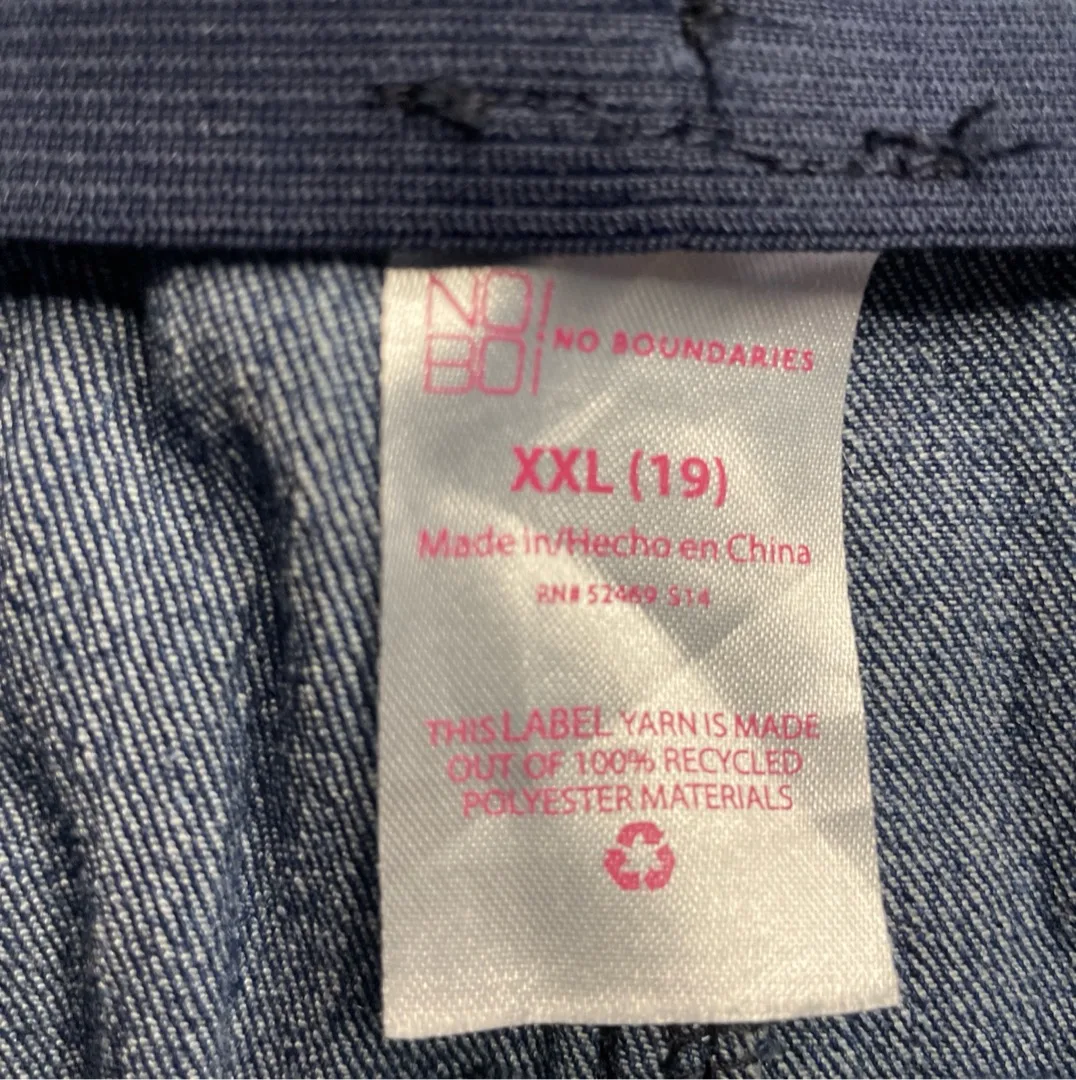 NO
BO
NO BOUNDARIES
XXL (19)
Made in/Hecho en China
RN# 52469 S14
THIS LABEL YARN IS MADE
OUT OF 100% RECYCLED
POLYESTER MATERIALS